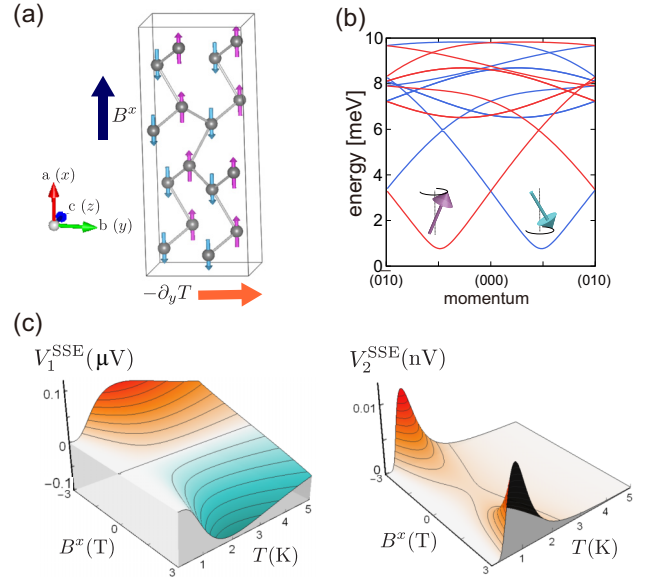 (a)
B^x
a (x)
c (z)
b (y)
−∂_yT
(b)
energy [meV]
10
8
6
4
2
0
(010)
(000)
(010)
momentum
(c)
V_1^SSE(μV)
0.1
0
-0.1
-3
0
3
B^x(T)
1
2
3
4
5
T(K)
V_2^SSE(nV)
0.01
0
-3
0
3
B^x(T)
1
2
3
4
5
T(K)